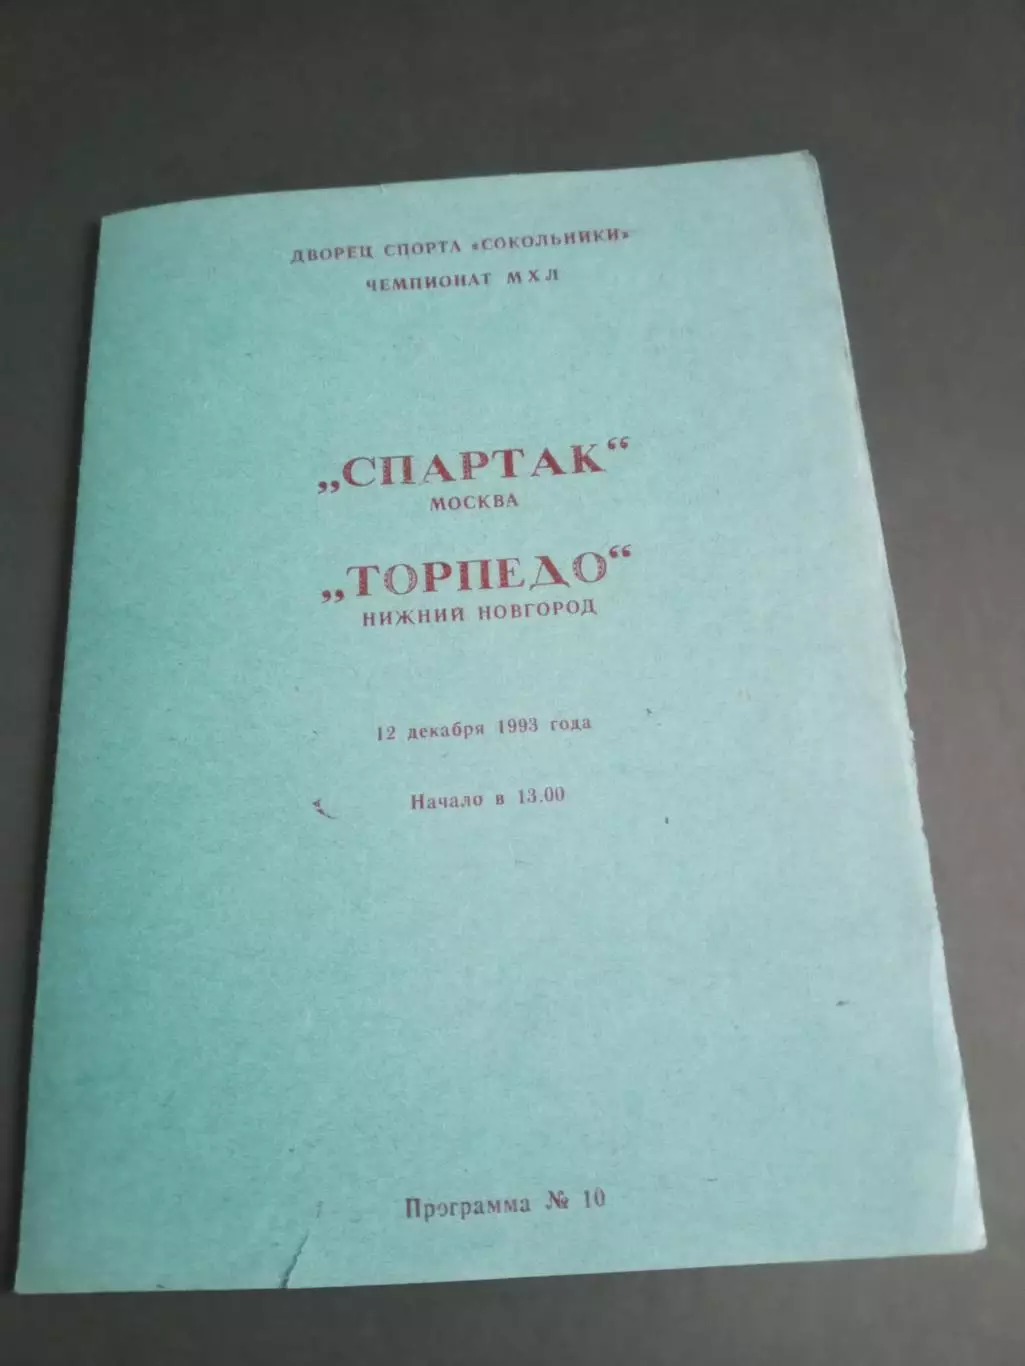 ДВОРЕЦ СПОРТА «СОКОЛЬНИКИ»
ЧЕМПИОНАТ МХЛ
„СПАРТАК“
МОСКВА
„ТОРПЕДО“
НИЖНИЙ НОВГОРОД
12 декабря 1993 года
Начало в 13.00
Программа № 10